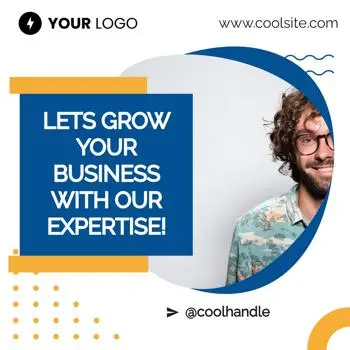 YOUR LOGO
www.coolsite.com
LETS GROW
YOUR
BUSINESS
WITH OUR
EXPERTISE!
@coolhandle